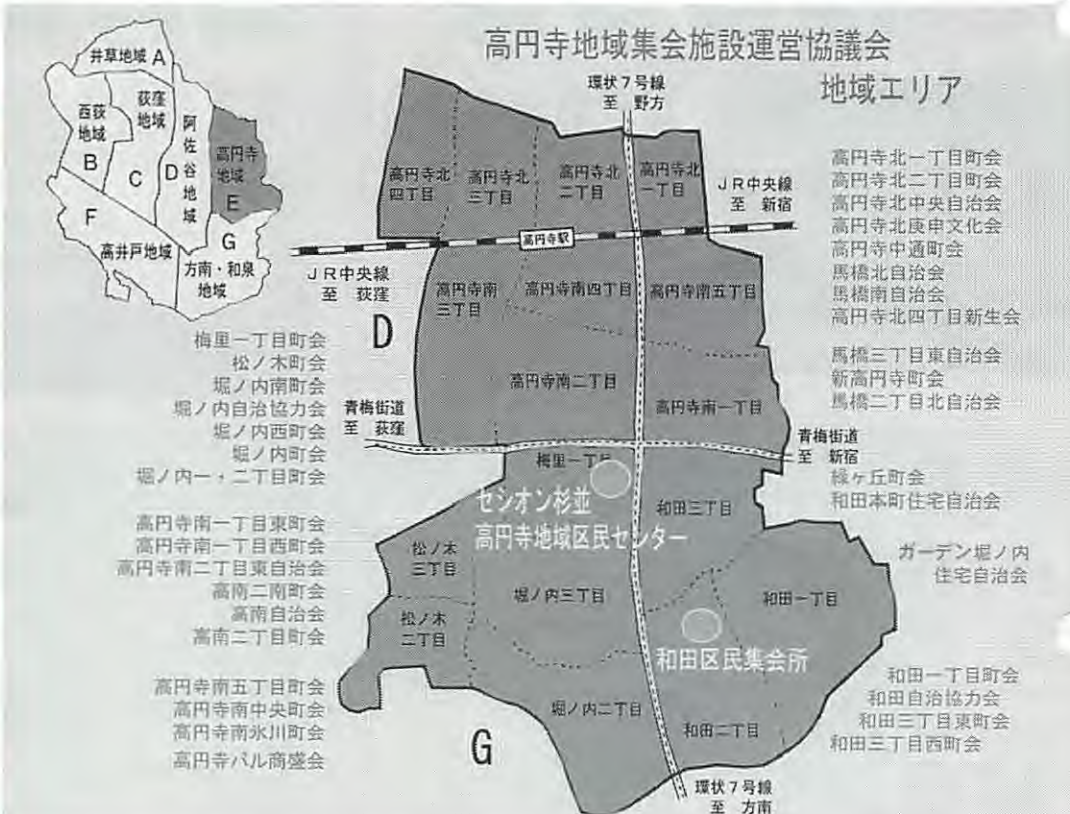 高円寺地域集会施設運営協議会
地域エリア
井草地域 A
西荻
地域
B
荻窪
地域
C
阿佐谷地域
D
高円寺
地域
E
F
高井戸地域
G
方南・和泉
地域
環状7号線
至 野方
高円寺北
四丁目
高円寺北
三丁目
高円寺北
二丁目
高円寺北
一丁目
JR中央線
至 新宿
高円寺駅
JR中央線
至 荻窪
D
高円寺南
三丁目
高円寺南四丁目
高円寺南五丁目
高円寺南二丁目
高円寺南一丁目
青梅街道
至 荻窪
青梅街道
至 新宿
梅里一丁目
セシオン杉並
高円寺地域区民センター
和田三丁目
松ノ木
三丁目
松ノ木
二丁目
堀ノ内三丁目
和田一丁目
和田区民集会所
堀ノ内二丁目
和田二丁目
G
環状7号線
至 方南
梅里一丁目町会
松ノ木町会
堀ノ内南町会
堀ノ内自治協力会
堀ノ内西町会
堀ノ内町会
堀ノ内一・二丁目町会
高円寺南一丁目東町会
高円寺南一丁目西町会
高円寺南二丁目東自治会
高南二南町会
高南自治会
高南二丁目町会
高円寺南五丁目町会
高円寺南中央町会
高円寺南氷川町会
高円寺パル商盛会
高円寺北一丁目町会
高円寺北二丁目町会
高円寺北中央自治会
高円寺北庚申文化会
高円寺中通町会
馬橋北自治会
馬橋南自治会
高円寺北四丁目新生会
馬橋三丁目東自治会
新高円寺町会
馬橋二丁目北自治会
緑ヶ丘町会
和田本町住宅自治会
ガーデン堀ノ内
住宅自治会
和田一丁目町会
和田自治協力会
和田三丁目東町会
和田三丁目西町会